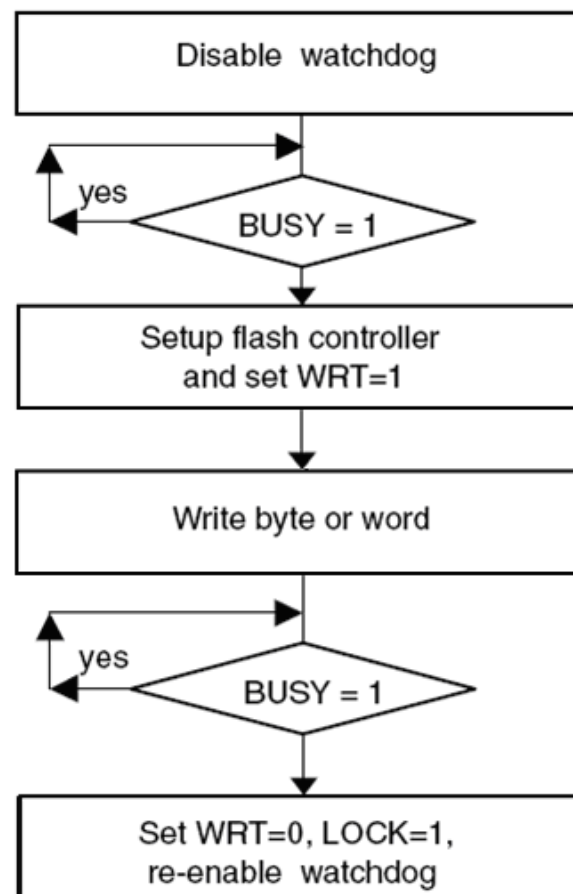 Disable watchdog
yes
BUSY = 1
Setup flash controller
and set WRT=1
Write byte or word
yes
BUSY = 1
Set WRT=0, LOCK=1,
re-enable watchdog